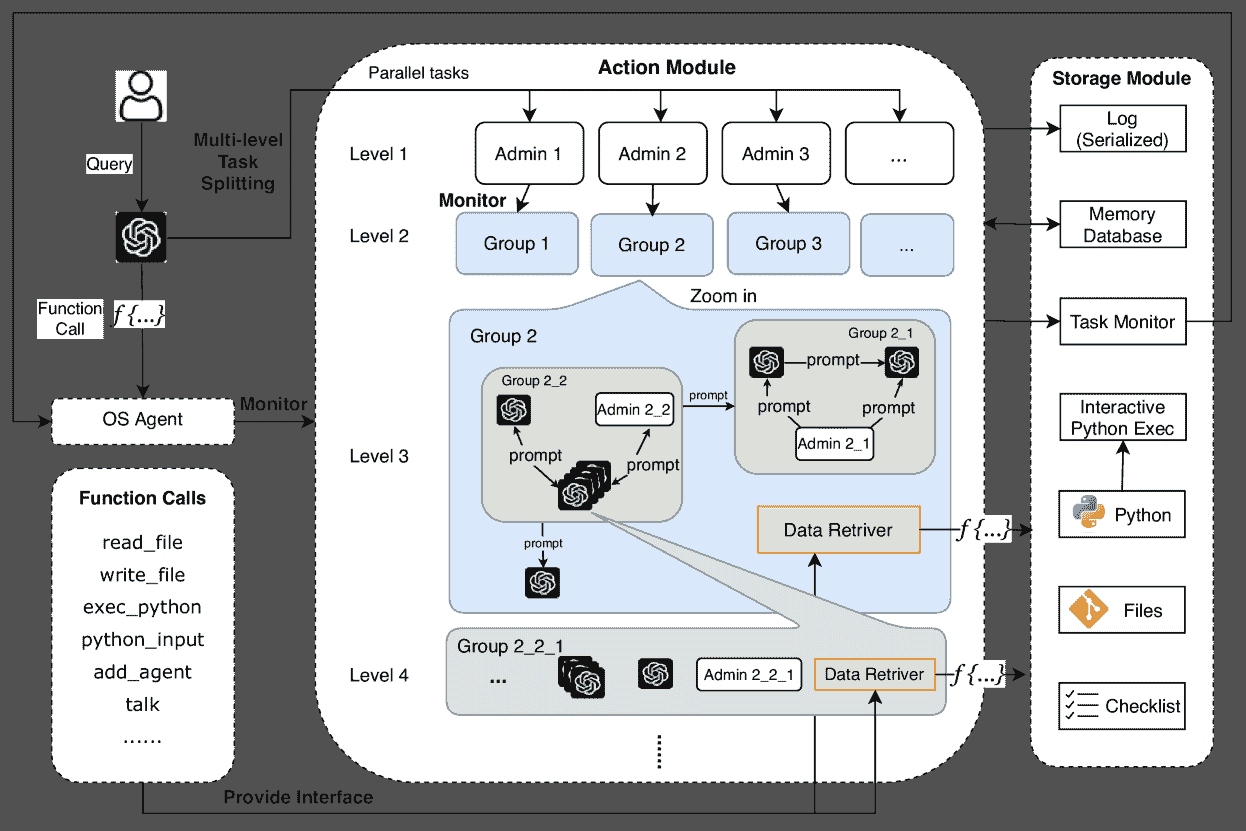 Query
Multi-level
Task
Splitting
Function
Call
f {...}
OS Agent
Monitor
Function Calls
read_file
write_file
exec_python
python_input
add_agent
talk
......
Provide Interface
Action Module
Parallel tasks
Level 1
Admin 1
Admin 2
Admin 3
...
Monitor
Level 2
Group 1
Group 2
Group 3
...
Zoom in
Level 3
Group 2
Group 2_2
Admin 2_2
prompt
prompt
prompt
prompt
Group 2_1
prompt
prompt
prompt
Admin 2_1
Data Retriver
f {...}
Level 4
Group 2_2_1
...
Admin 2_2_1
Data Retriver
f {...}
Storage Module
Log
(Serialized)
Memory
Database
Task Monitor
Interactive
Python Exec
Python
Files
Checklist